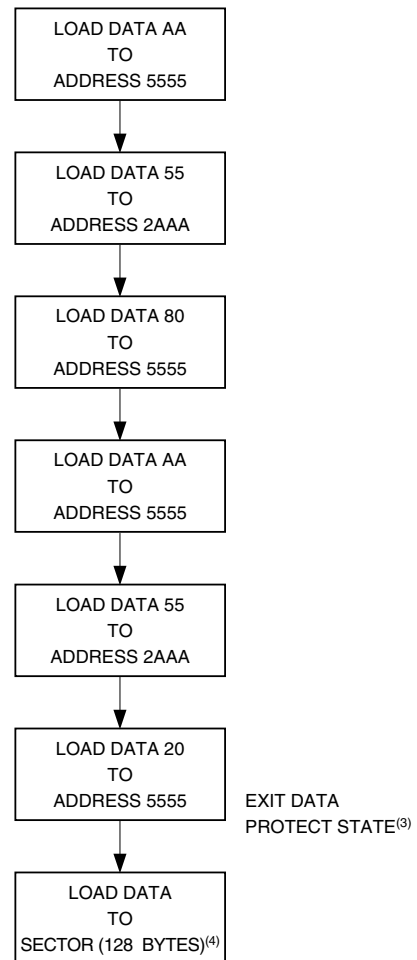 LOAD DATA AA
TO
ADDRESS 5555
LOAD DATA 55
TO
ADDRESS 2AAA
LOAD DATA 80
TO
ADDRESS 5555
LOAD DATA AA
TO
ADDRESS 5555
LOAD DATA 55
TO
ADDRESS 2AAA
LOAD DATA 20
TO
ADDRESS 5555
EXIT DATA
PROTECT STATE(3)
LOAD DATA
TO
SECTOR (128 BYTES)(4)